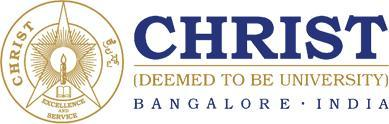 CHRIST
EXCELLENCE AND
SERVICE
CHRIST
(DEEMED TO BE UNIVERSITY)
BANGALORE · INDIA